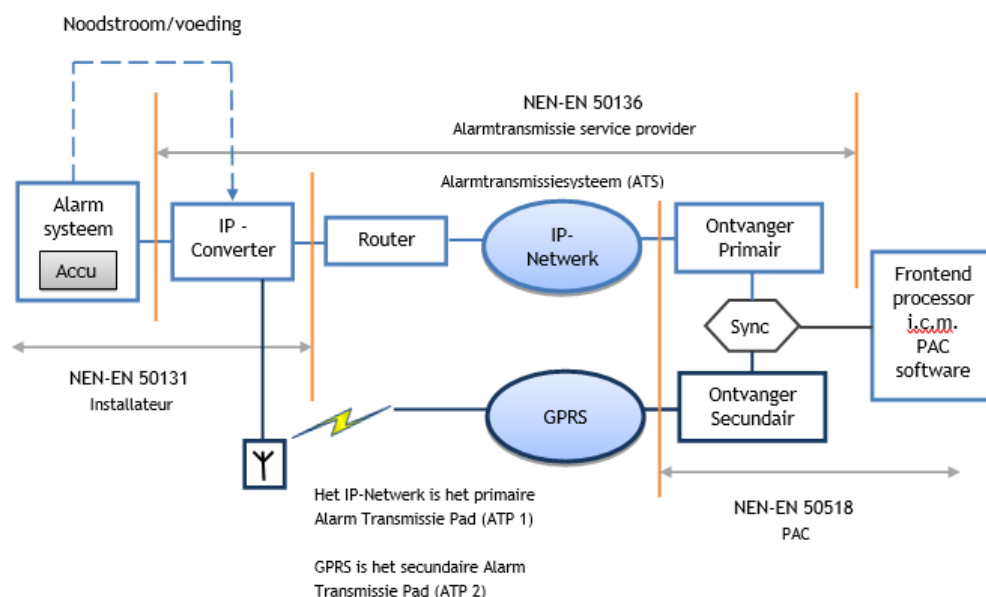 Noodstroom/voeding
NEN-EN 50136
Alarmtransmissie service provider
Alarmtransmissiesysteem (ATS)
Alarm
systeem
Accu
IP -
Converter
Router
IP-
Netwerk
Ontvanger
Primair
Frontend
processor
i.c.m.
PAC
software
Sync
NEN-EN 50131
Installateur
GPRS
Ontvanger
Secundair
Het IP-Netwerk is het primaire
Alarm Transmissie Pad (ATP 1)
NEN-EN 50518
PAC
GPRS is het secundaire Alarm
Transmissie Pad (ATP 2)